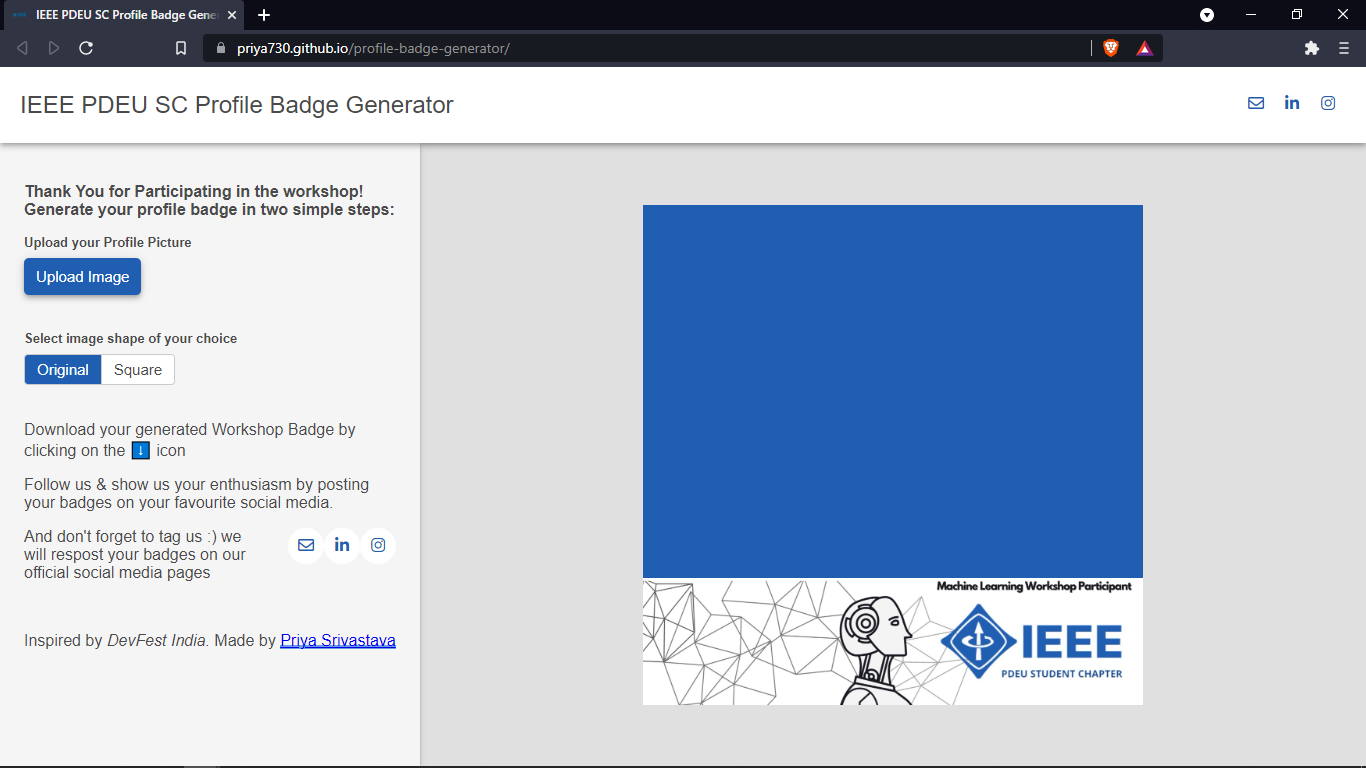 IEEE PDEU SC Profile Badge Gene
priya730.github.io/profile-badge-generator/
IEEE PDEU SC Profile Badge Generator
in
Thank You for Participating in the workshop!
Generate your profile badge in two simple steps:
Upload your Profile Picture
Upload Image
Select image shape of your choice
Original Square
Download your generated Workshop Badge by
clicking on the ↓ icon
Follow us & show us your enthusiasm by posting
your badges on your favourite social media.
And don't forget to tag us :) we
will respost your badges on our
official social media pages
in
Inspired by DevFest India. Made by Priya Srivastava
Machine Learning Workshop Participant
IEEE
PDEU STUDENT CHAPTER